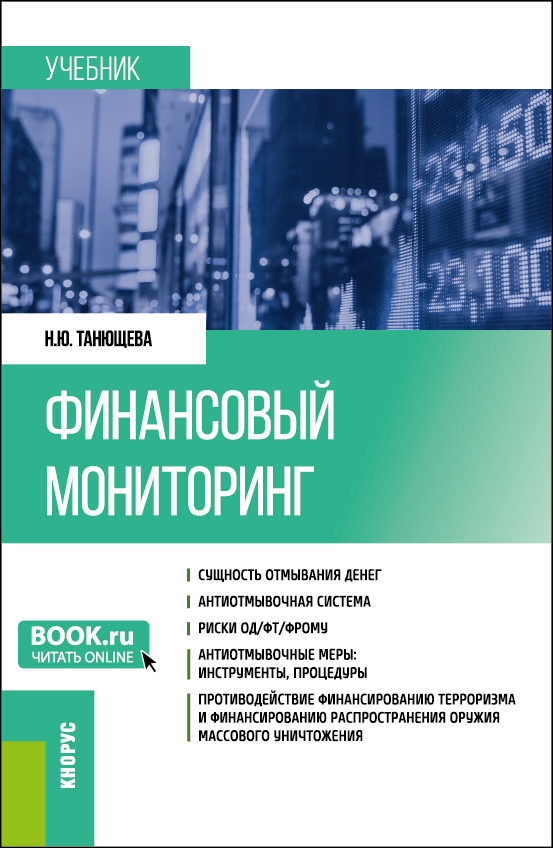 УЧЕБНИК
23,160
23,100
Н.Ю. ТАНЮЩЕВА
ФИНАНСОВЫЙ
МОНИТОРИНГ
СУЩНОСТЬ ОТМЫВАНИЯ ДЕНЕГ
АНТИОТМЫВОЧНАЯ СИСТЕМА
РИСКИ ОД/ФТ/ФРОМУ
АНТИОТМЫВОЧНЫЕ МЕРЫ:
ИНСТРУМЕНТЫ, ПРОЦЕДУРЫ
ПРОТИВОДЕЙСТВИЕ ФИНАНСИРОВАНИЮ ТЕРРОРИЗМА
И ФИНАНСИРОВАНИЮ РАСПРОСТРАНЕНИЯ ОРУЖИЯ
МАССОВОГО УНИЧТОЖЕНИЯ
BOOK.ru
ЧИТАТЬ ONLINE
КНОРУС